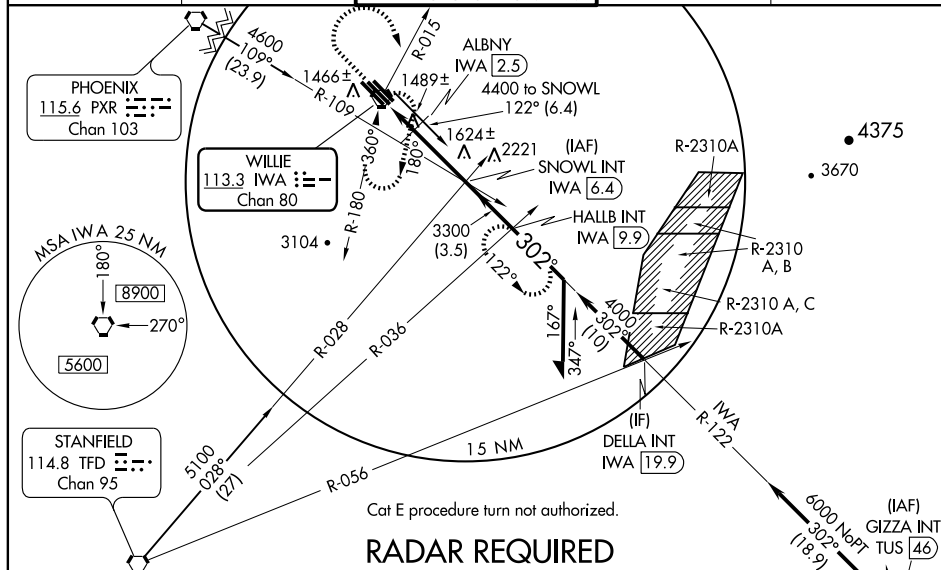 4600
109°
(23.9)
R-109
R-015
ALBNY
IWA 2.5
4400 to SNOWL
122° (6.4)
PHOENIX
115.6 PXR
Chan 103
1466 ±
1489 ±
1624 ±
2221
(IAF)
SNOWL INT
IWA 6.4
R-2310A
4375
3670
WILLIE
113.3 IWA
Chan 80
360°
180°
R-180
HALLB INT
IWA 9.9
3300
(3.5)
3104
302°
122°
R-2310
A, B
R-2310 A, C
R-2310A
MSA IWA 25 NM
180°
8900
270°
5600
4000
302°
(10)
167°
347°
R-028
R-036
(IF)
DELLA INT
IWA 19.9
IWA
R-122
15 NM
STANFIELD
114.8 TFD
Chan 95
5100
028°
(27)
R-056
Cat E procedure turn not authorized.
RADAR REQUIRED
6000 NoPT
302°
(18.9)
(IAF)
GIZZA INT
TUS 46